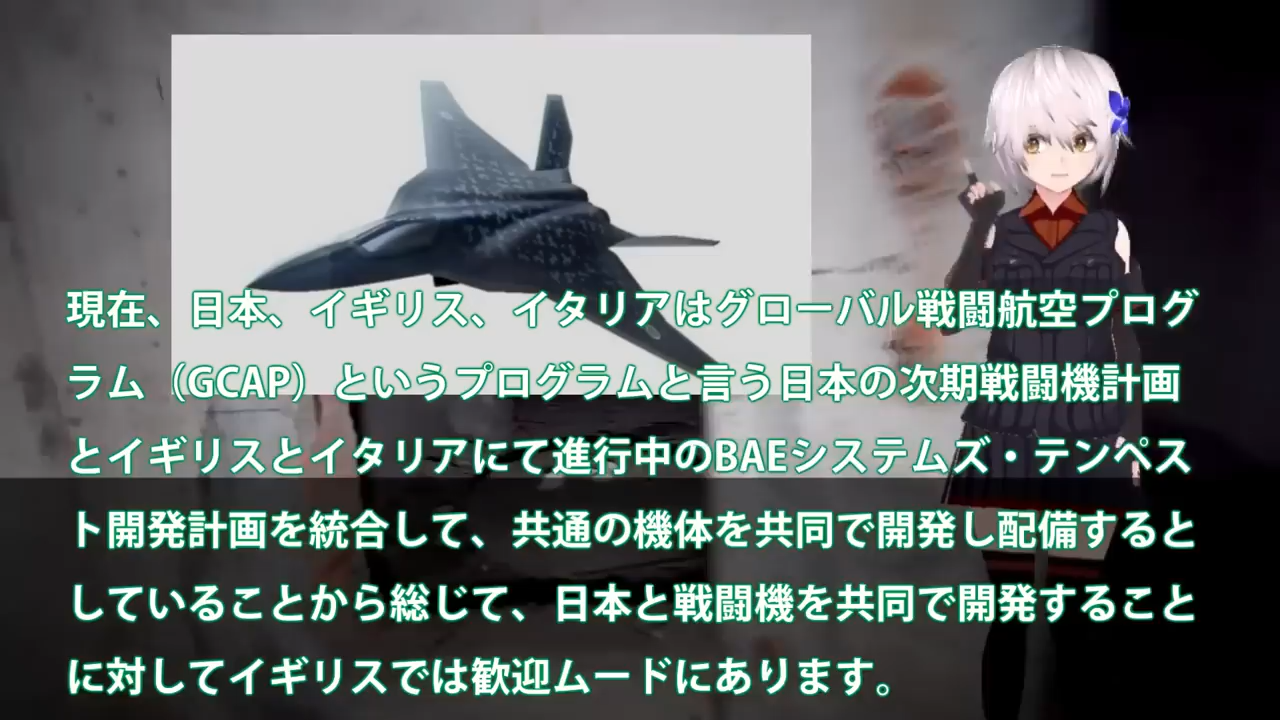 現在、日本、イギリス、イタリアはグローバル戦闘航空プログ
ラム（GCAP）というプログラムと言う日本の次期戦闘機計画
とイギリスとイタリアにて進行中のBAEシステムズ・テンペス
ト開発計画を統合して、共通の機体を共同で開発し配備すると
していることから総じて、日本と戦闘機を共同で開発すること
に対してイギリスでは歓迎ムードにあります。